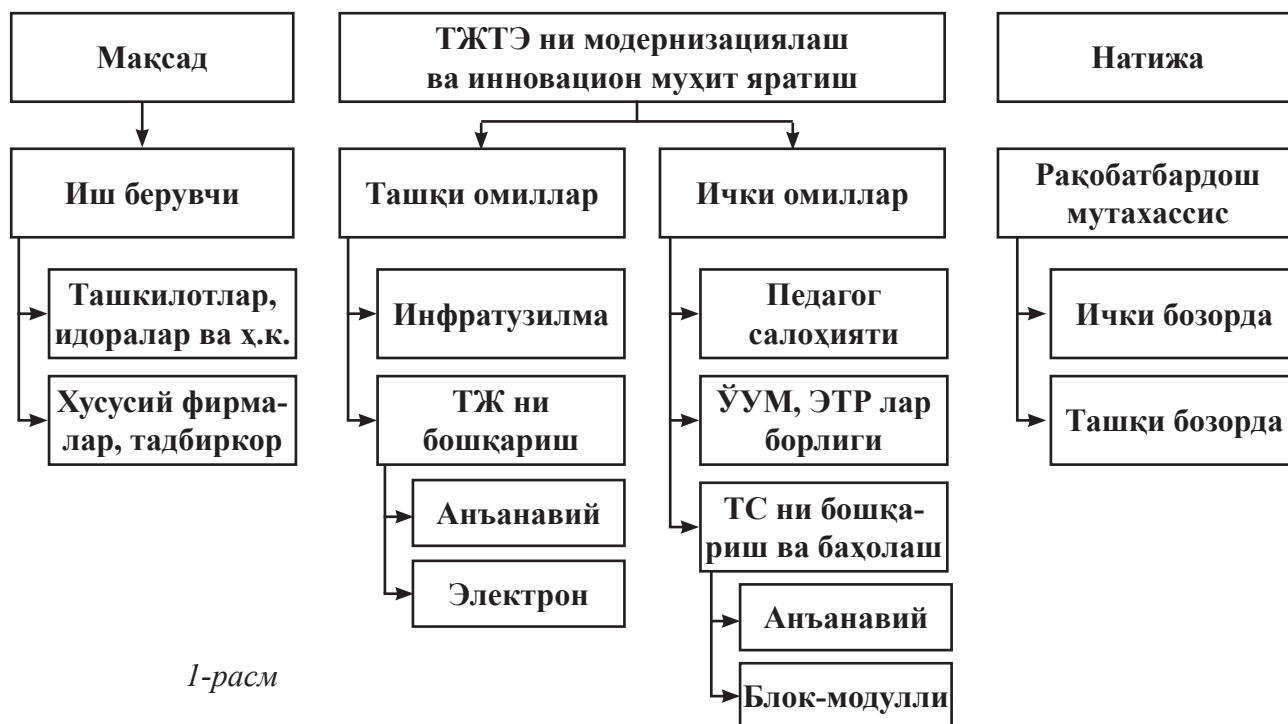 Мақсад
Иш берувчи
Ташкилотлар,
идоралар ва ҳ.к.
Хусусий фирма-
лар, тадбиркор
ТЖТЭ ни модернизациялаш
ва инновацион муҳит яратиш
Ташқи омиллар
Инфратузилма
ТЖ ни
бошқариш
Анъанавий
Электрон
Ички омиллар
Педагог
салоҳияти
ЎУМ, ЭТР лар
борлиги
ТС ни бошқа-
риш ва баҳолаш
Анъанавий
Блок-модулли
Натижа
Рақобатбардош
мутахассис
Ички бозорда
Ташқи бозорда
1-расм